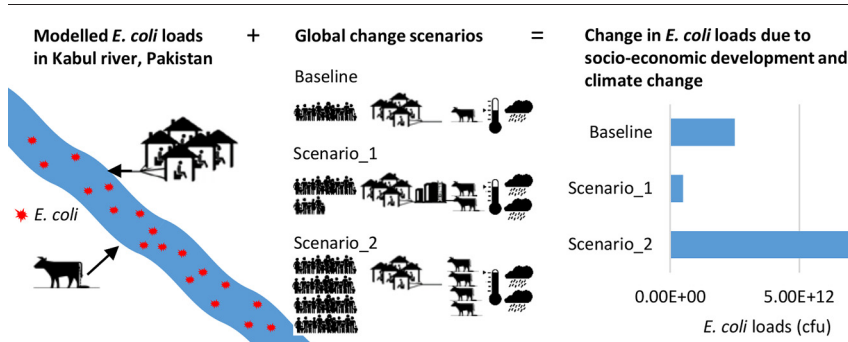 Modelled E. coli loads
in Kabul river, Pakistan
+
Global change scenarios
=
Change in E. coli loads due to
socio-economic development and
climate change
E. coli
Baseline
Scenario_1
Scenario_2
Baseline
Scenario_1
Scenario_2
0.00E+00 5.00E+12
E. coli loads (cfu)